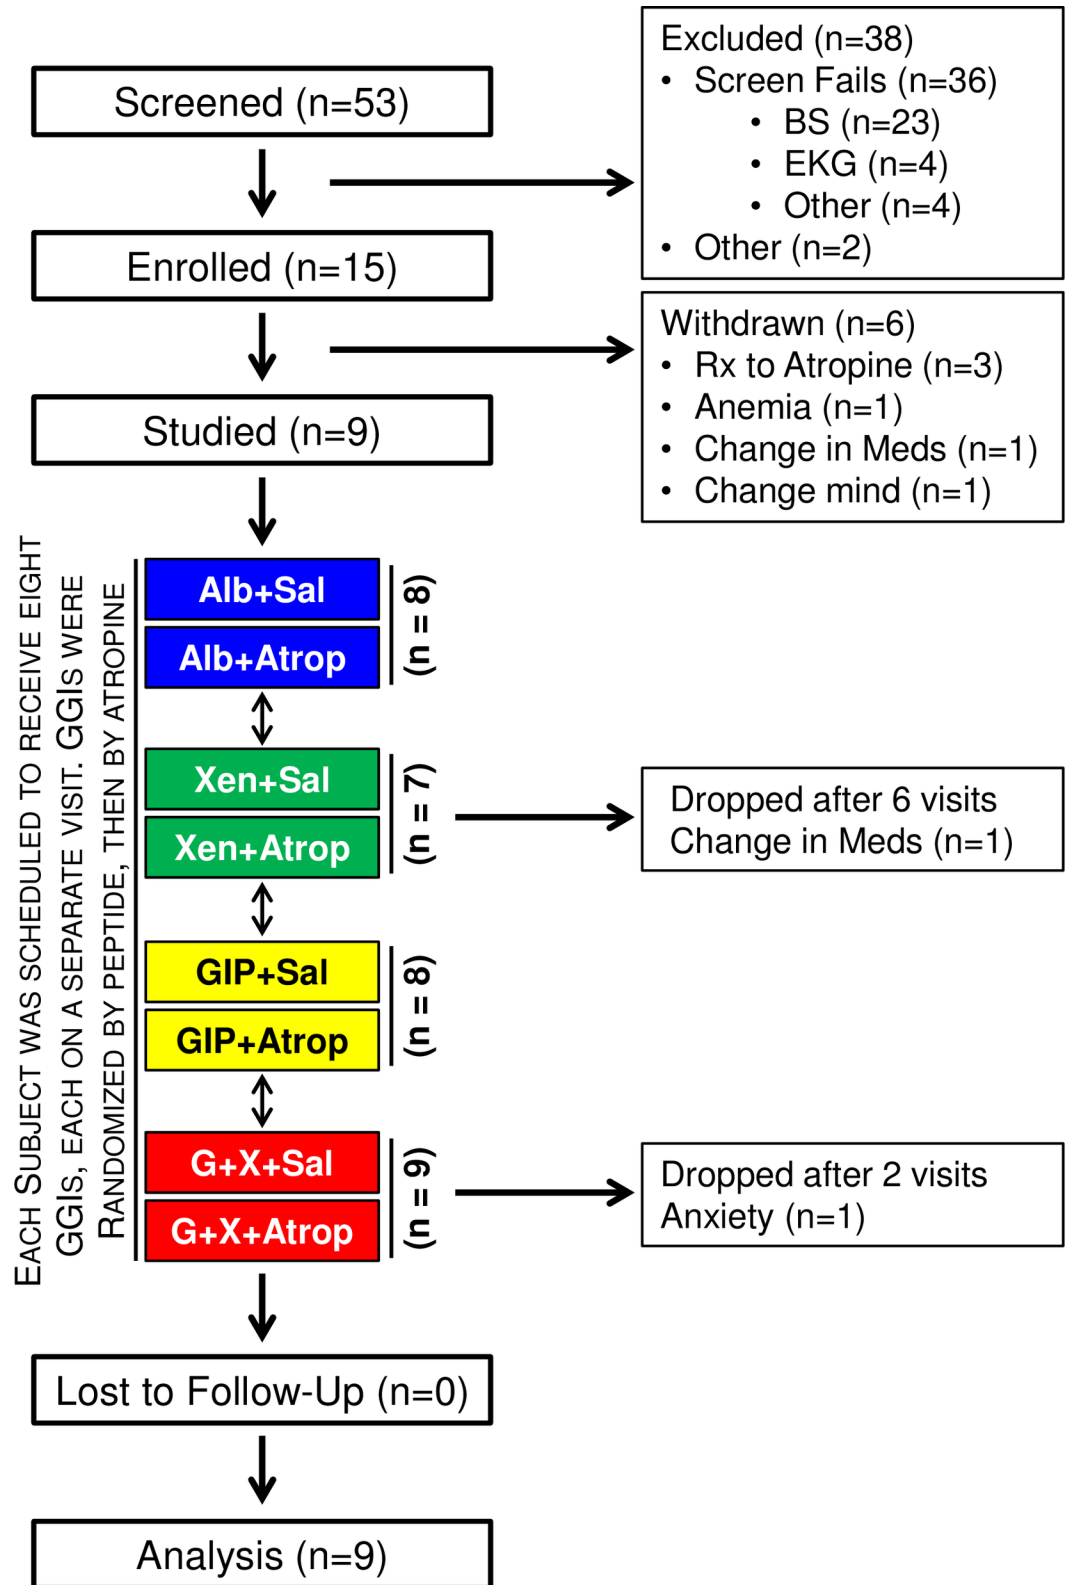 Screened (n=53)
Excluded (n=38)
• Screen Fails (n=36)
• BS (n=23)
• EKG (n=4)
• Other (n=4)
• Other (n=2)
Enrolled (n=15)
Withdrawn (n=6)
• Rx to Atropine (n=3)
• Anemia (n=1)
• Change in Meds (n=1)
• Change mind (n=1)
Studied (n=9)
EACH SUBJECT WAS SCHEDULED TO RECEIVE EIGHT
GGIS, EACH ON A SEPARATE VISIT. GGIS WERE
RANDOMIZED BY PEPTIDE, THEN BY ATROPINE
Alb+Sal
Alb+Atrop
(n = 8)
Xen+Sal
Xen+Atrop
(n = 7)
Dropped after 6 visits
Change in Meds (n=1)
GIP+Sal
GIP+Atrop
(n = 8)
G+X+Sal
G+X+Atrop
(n = 9)
Dropped after 2 visits
Anxiety (n=1)
Lost to Follow-Up (n=0)
Analysis (n=9)